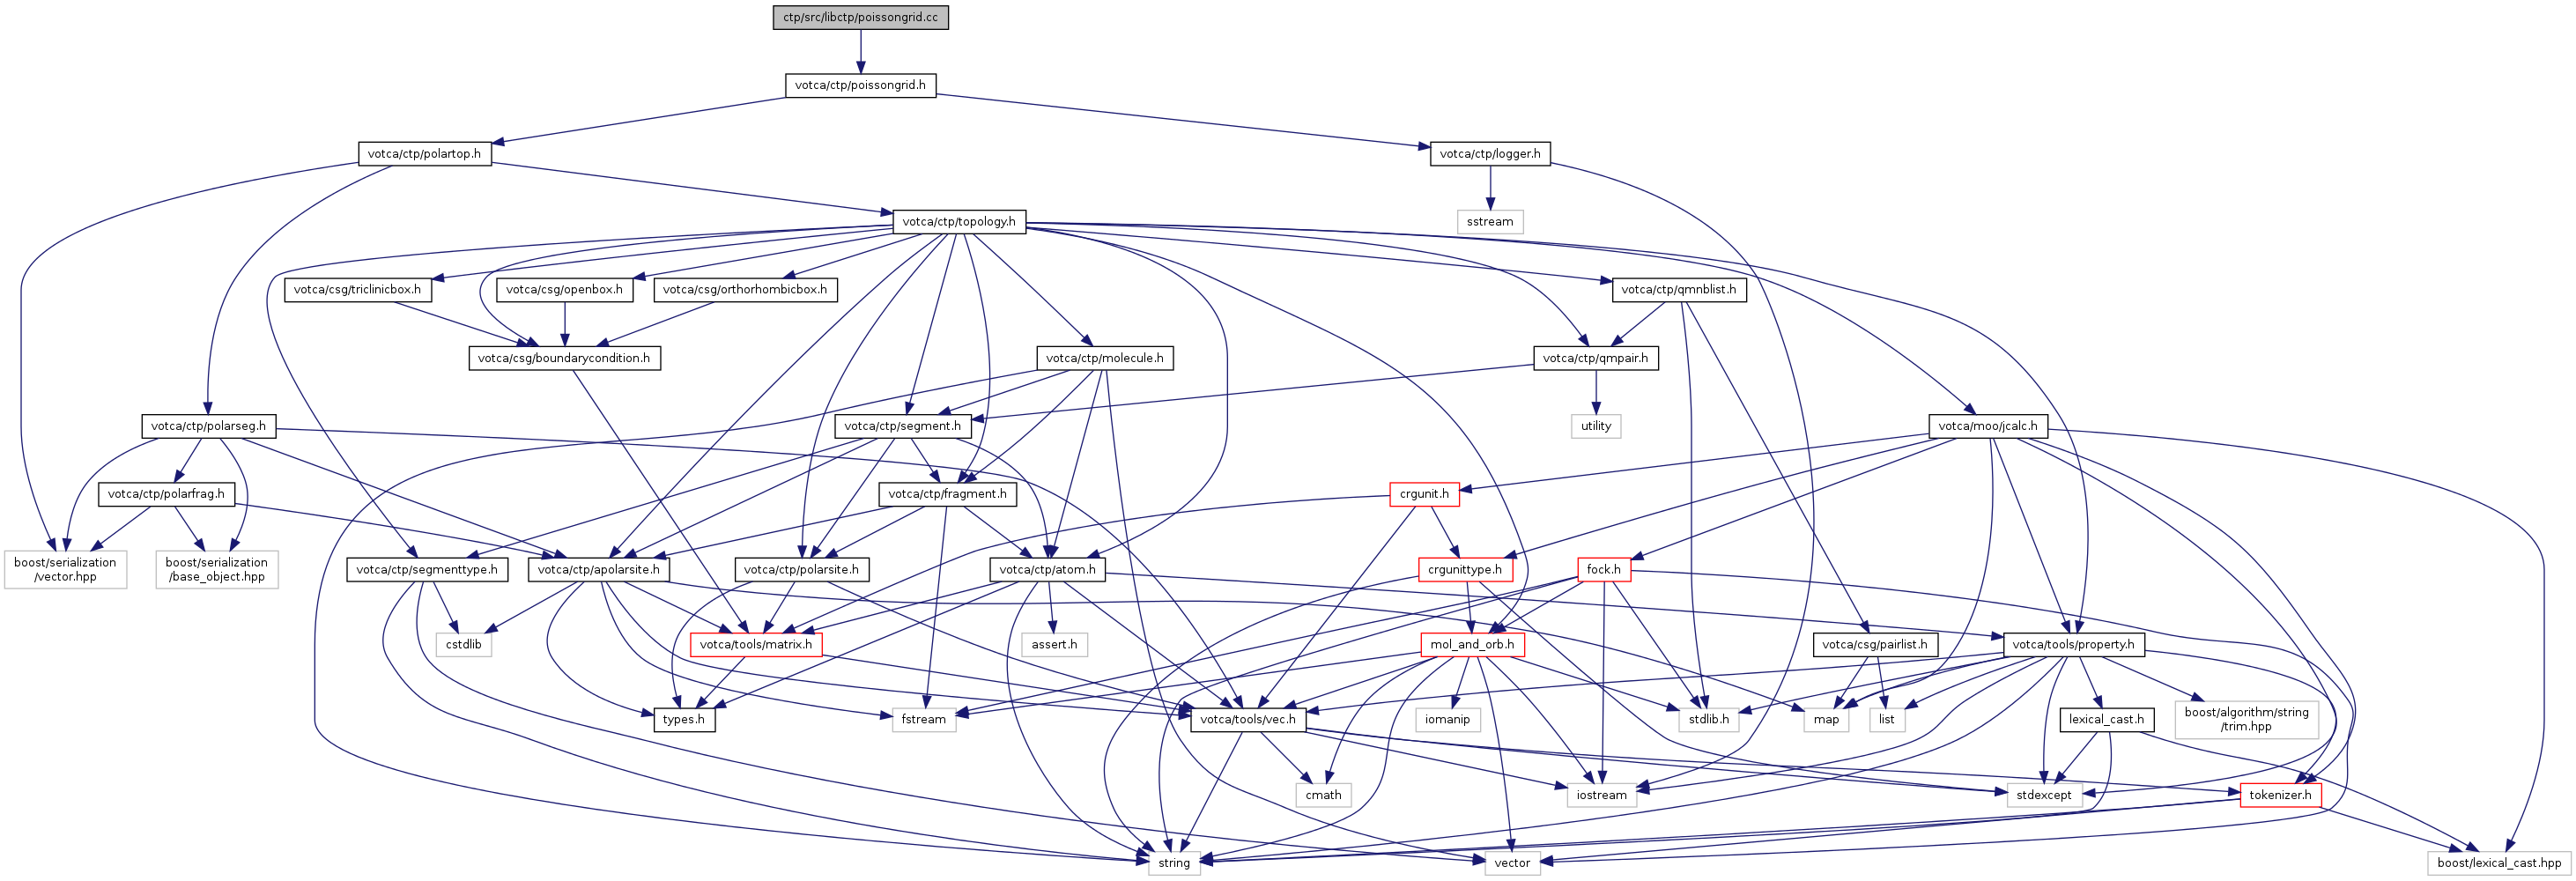 ctp/src/libctp/poissongrid.cc
votca/ctp/poissongrid.h
votca/ctp/polartop.h
votca/ctp/logger.h
votca/ctp/topology.h
sstream
votca/csg/triclinicbox.h
votca/csg/openbox.h
votca/csg/orthorhombicbox.h
votca/ctp/qmnblist.h
votca/csg/boundarycondition.h
votca/ctp/molecule.h
votca/ctp/qmpair.h
votca/ctp/polarseg.h
votca/ctp/segment.h
utility
votca/moo/jcalc.h
votca/ctp/polarfrag.h
votca/ctp/fragment.h
crgunit.h
boost/serialization
/vector.hpp
boost/serialization
/base_object.hpp
votca/ctp/segmenttype.h
votca/ctp/apolarsite.h
votca/ctp/polarsite.h
votca/ctp/atom.h
crgunittype.h
fock.h
cstdlib
votca/tools/matrix.h
assert.h
mol_and_orb.h
votca/csg/pairlist.h
votca/tools/property.h
types.h
fstream
votca/tools/vec.h
iomanip
stdlib.h
map
list
lexical_cast.h
boost/algorithm/string
/trim.hpp
cmath
iostream
stdexcept
tokenizer.h
string
vector
boost/lexical_cast.hpp